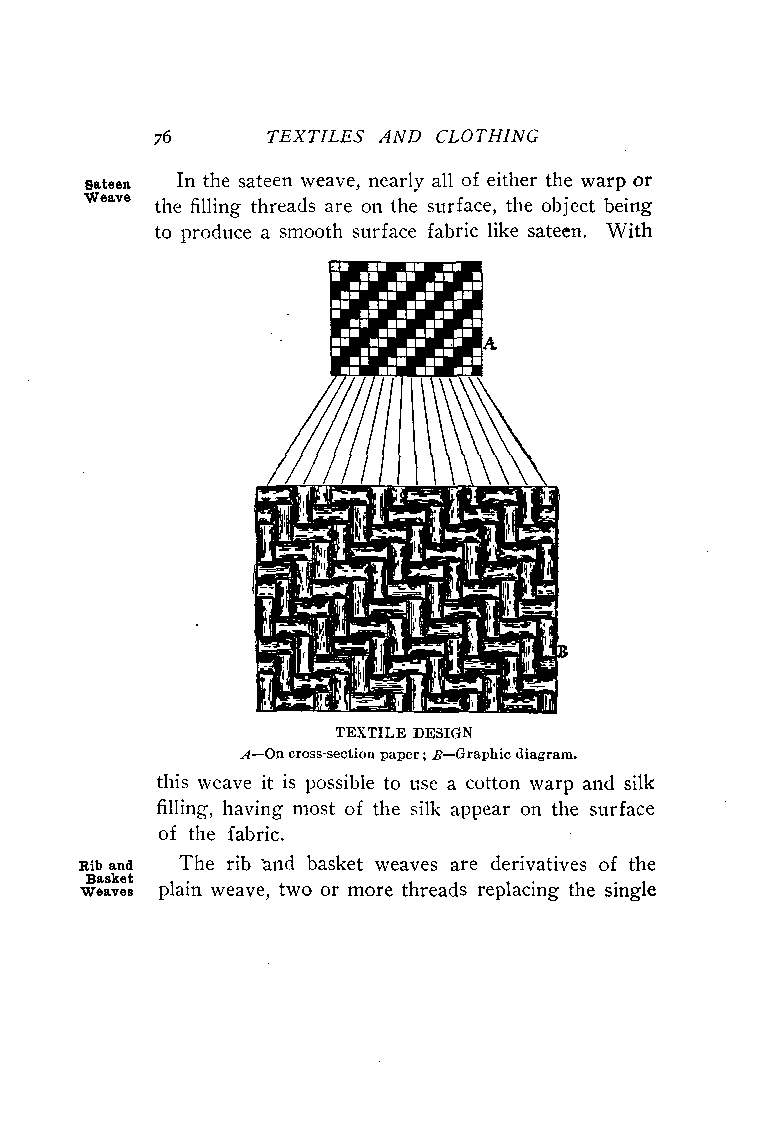 76 TEXTILES AND CLOTHING
Sateen
Weave
In the sateen weave, nearly all of either the warp or
the filling threads are on the surface, the object being
to produce a smooth surface fabric like sateen. With
A
B
TEXTILE DESIGN
A—On cross-section paper; B—Graphic diagram.
this weave it is possible to use a cotton warp and silk
filling, having most of the silk appear on the surface
of the fabric.
Rib and
Basket
Weaves
The rib and basket weaves are derivatives of the
plain weave, two or more threads replacing the single